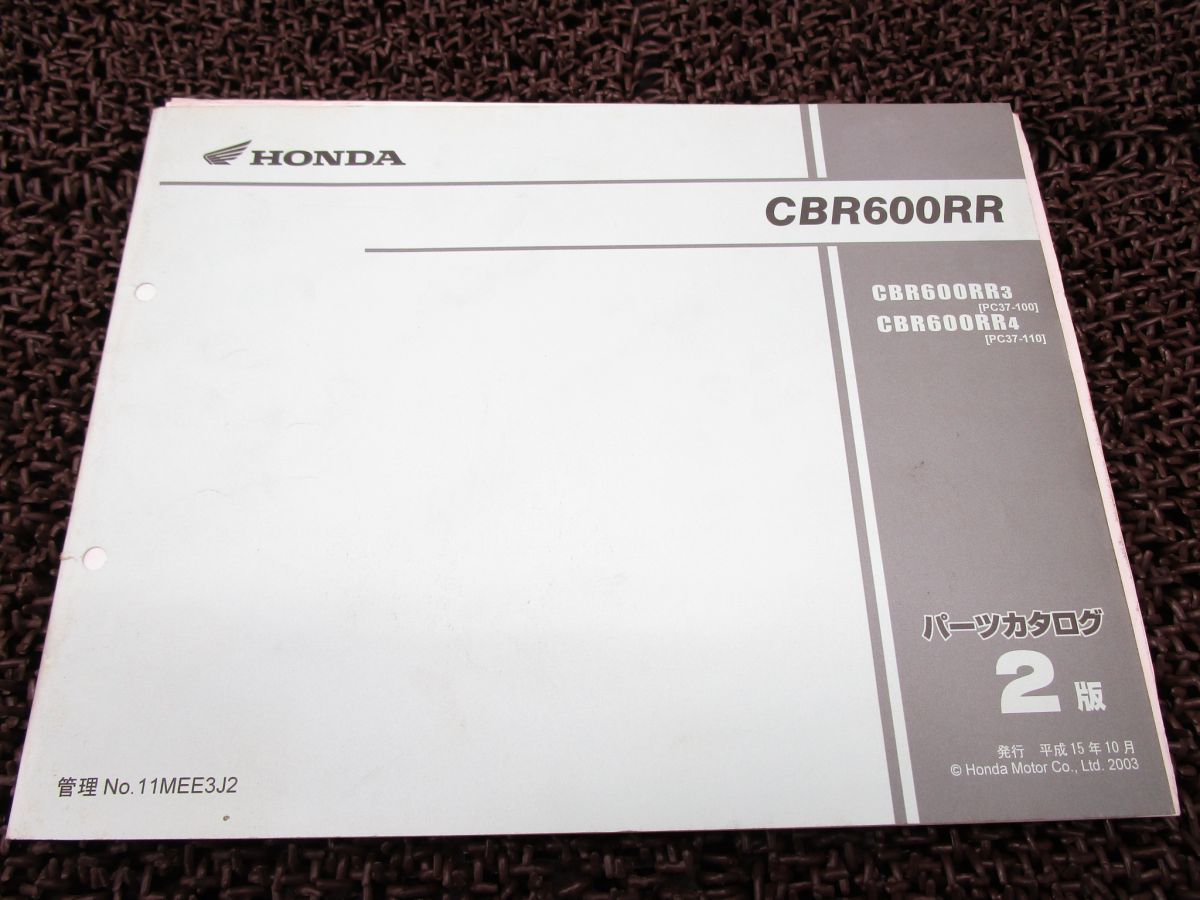 HONDA
CBR600RR
CBR600RR3
[PC37-100]
CBR600RR4
[PC37-110]
パーツカタログ
2版
発行 平成15年10月
© Honda Motor Co., Ltd. 2003
管理 No.11MEE3J2